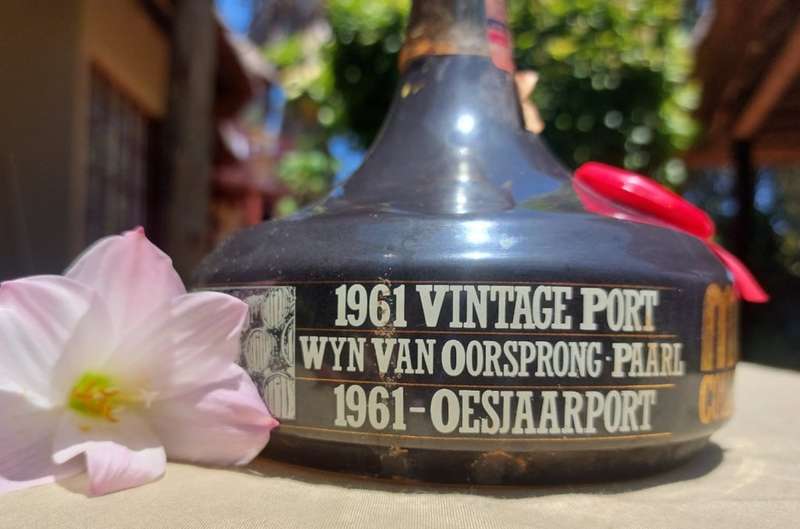 1961 VINTAGE PORT
WYN VAN OORSPRONG-PAARL
1961-OESJAARPORT